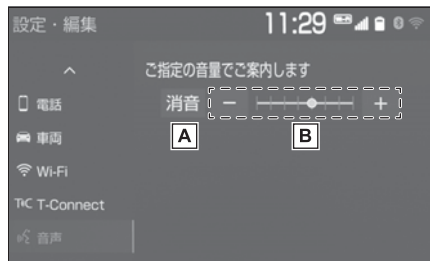 設定・編集 11:29
ご指定の音量でご案内します
消音 − +
A B
電話
車両
Wi-Fi
T-Connect
音声